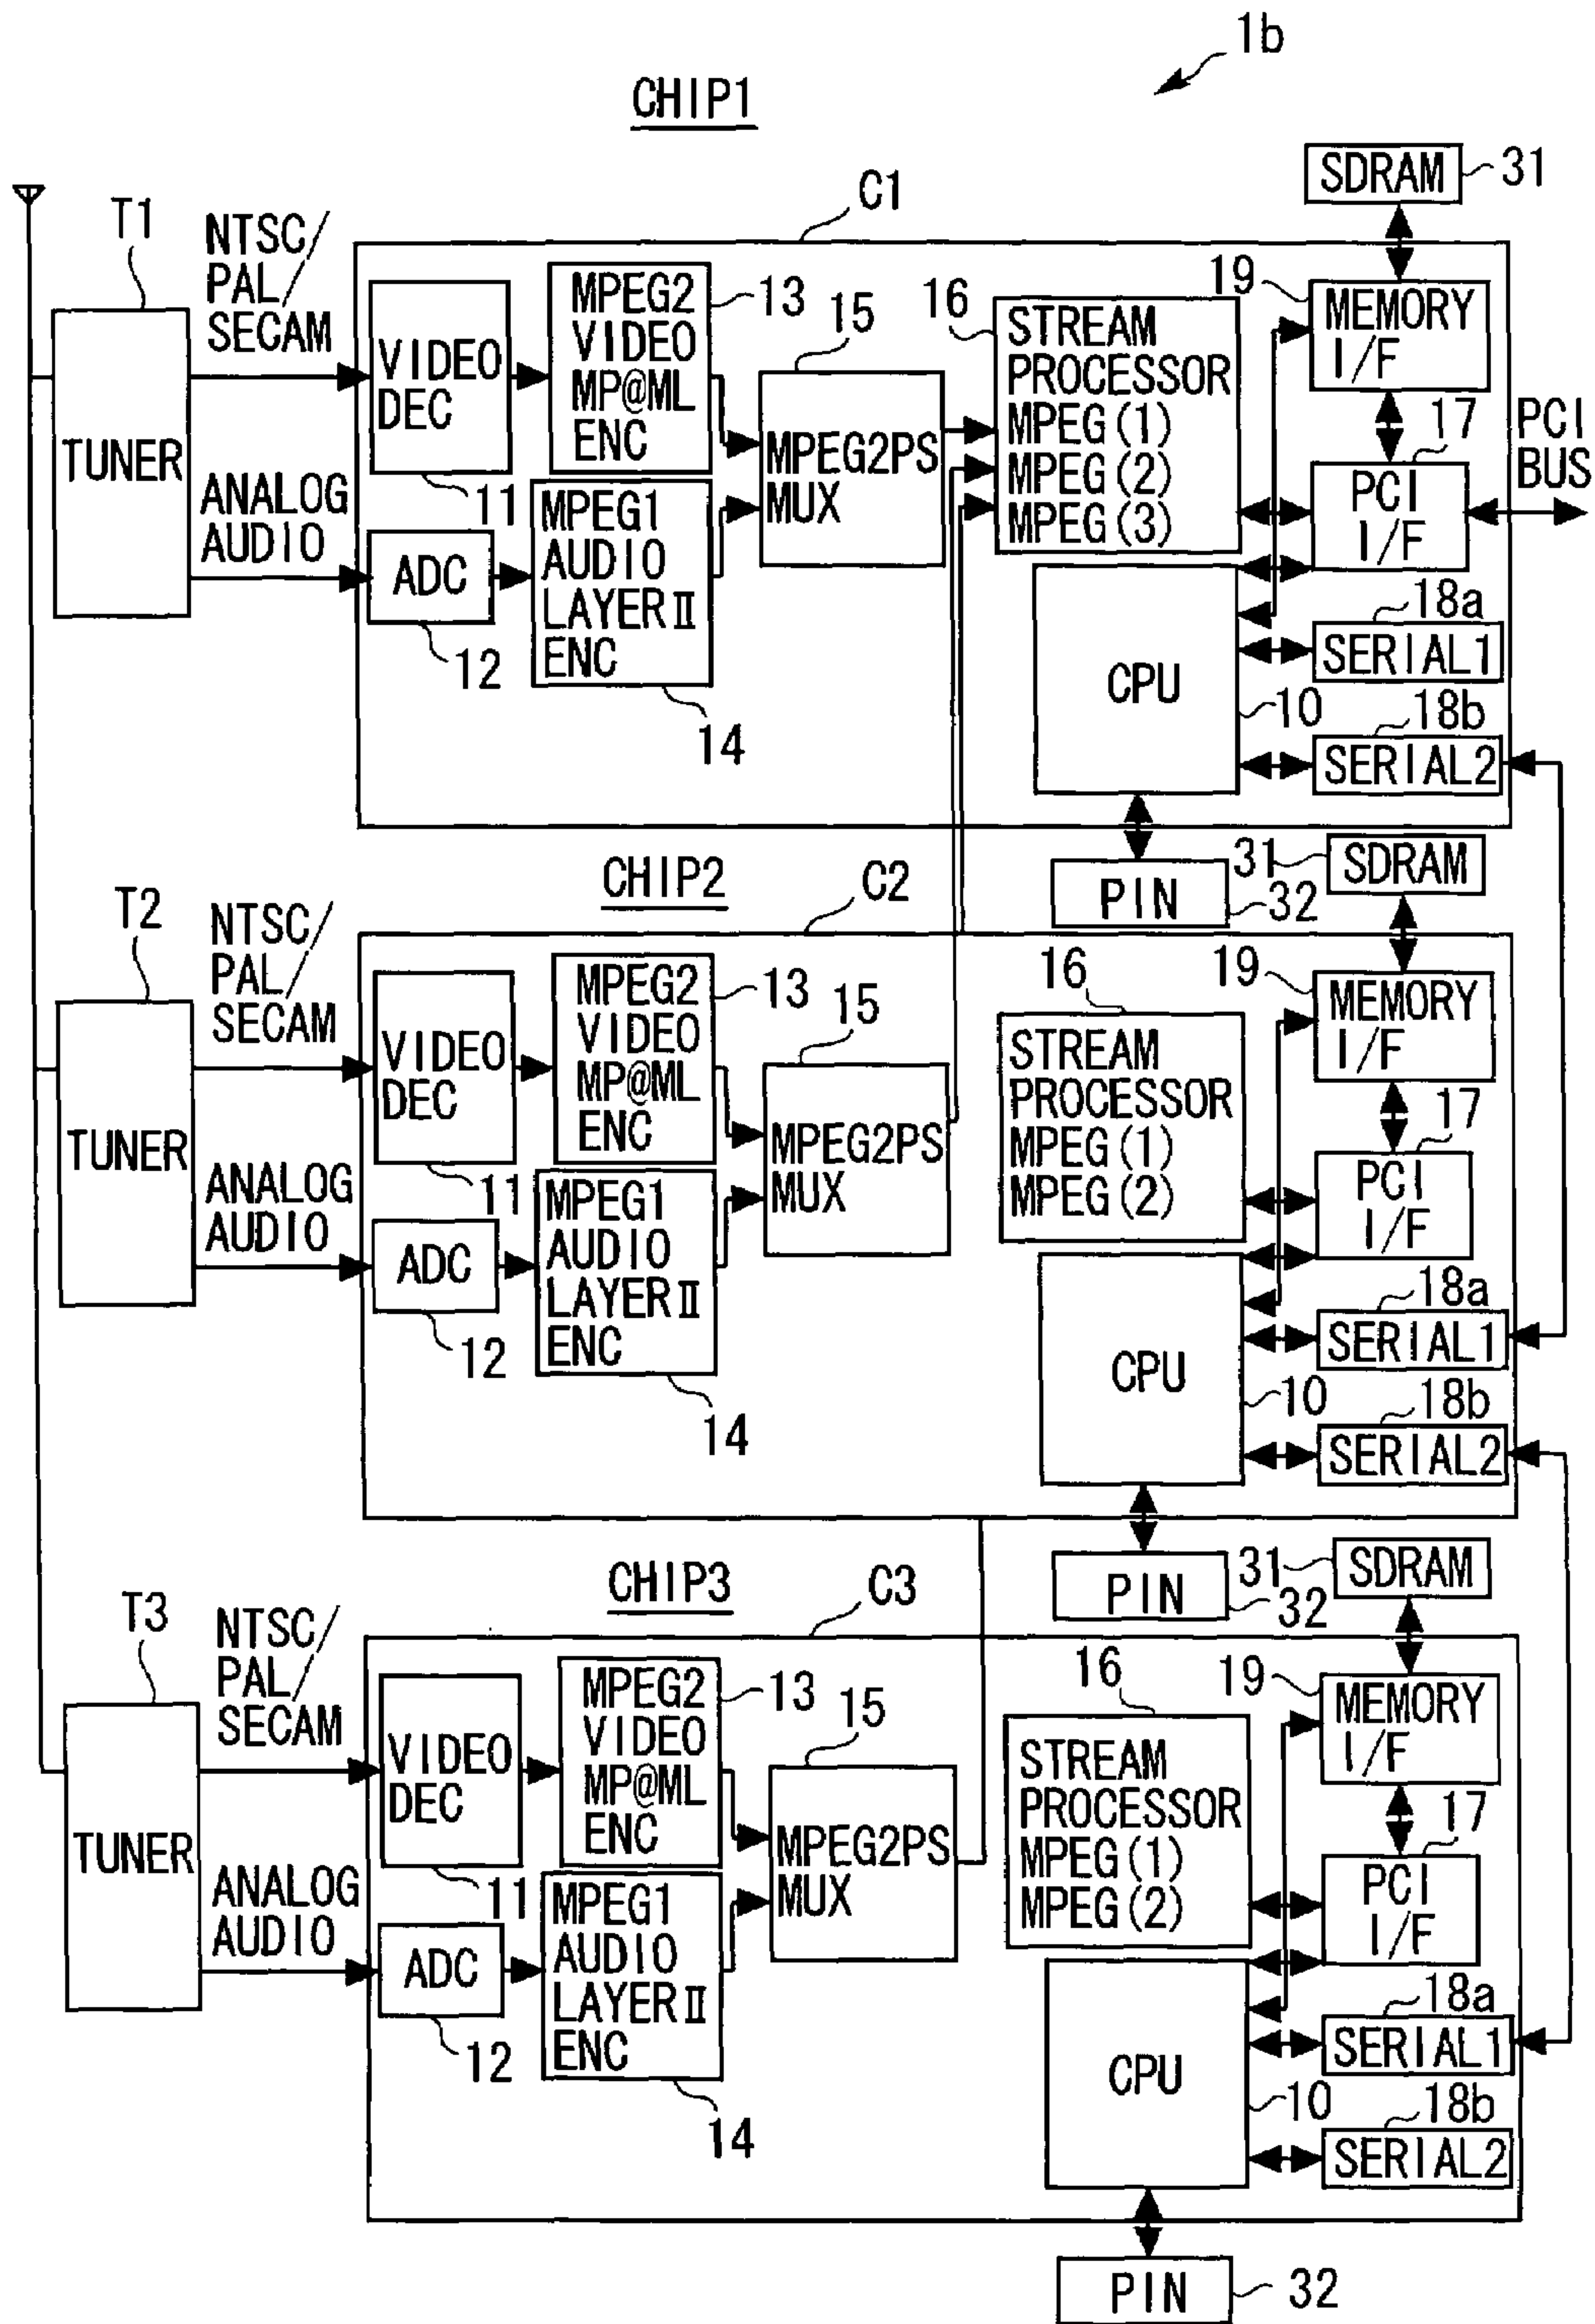 1b
CHIP1
SDRAM
31
C1
T1
NTSC/
PAL/
SECAM
TUNER
ANALOG
AUDIO
VIDEO
DEC
11
ADC
12
MPEG2
VIDEO
MP@ML
ENC
13
MPEG1
AUDIO
LAYERⅡ
ENC
14
15
MPEG2PS
MUX
16
STREAM
PROCESSOR
MPEG(1)
MPEG(2)
MPEG(3)
19
MEMORY
I/F
17
PCI
I/F
PCI
BUS
CPU
10
18a
SERIAL1
18b
SERIAL2
PIN
32
CHIP2
31
SDRAM
C2
T2
NTSC/
PAL/
SECAM
TUNER
ANALOG
AUDIO
VIDEO
DEC
11
ADC
12
MPEG2
VIDEO
MP@ML
ENC
13
MPEG1
AUDIO
LAYERⅡ
ENC
14
15
MPEG2PS
MUX
16
STREAM
PROCESSOR
MPEG(1)
MPEG(2)
19
MEMORY
I/F
17
PCI
I/F
CPU
10
18a
SERIAL1
18b
SERIAL2
PIN
32
CHIP3
31
SDRAM
C3
T3
NTSC/
PAL/
SECAM
TUNER
ANALOG
AUDIO
VIDEO
DEC
11
ADC
12
MPEG2
VIDEO
MP@ML
ENC
13
MPEG1
AUDIO
LAYERⅡ
ENC
14
15
MPEG2PS
MUX
16
STREAM
PROCESSOR
MPEG(1)
MPEG(2)
19
MEMORY
I/F
17
PCI
I/F
CPU
10
18a
SERIAL1
18b
SERIAL2
PIN
32